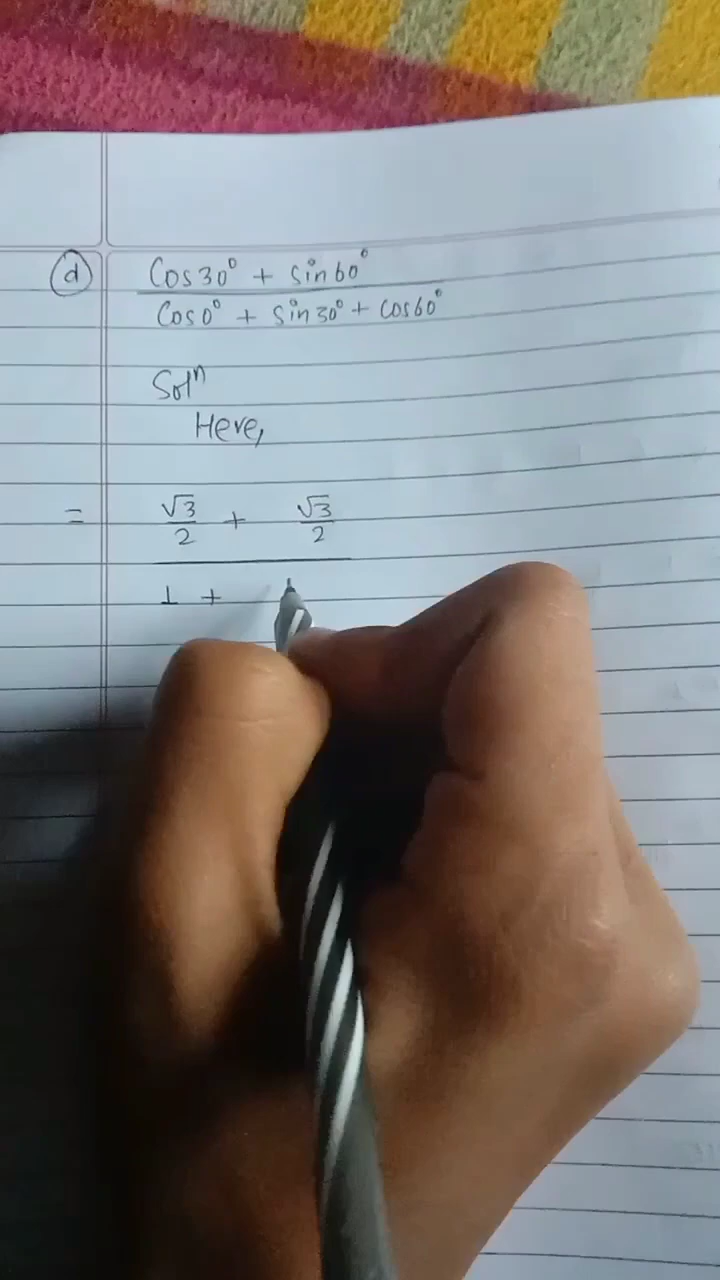 (d) Cos30° + sin60°
Cos0° + sin30° + cos60°
Solⁿ
Here,
= √3/2 + √3/2
1 +